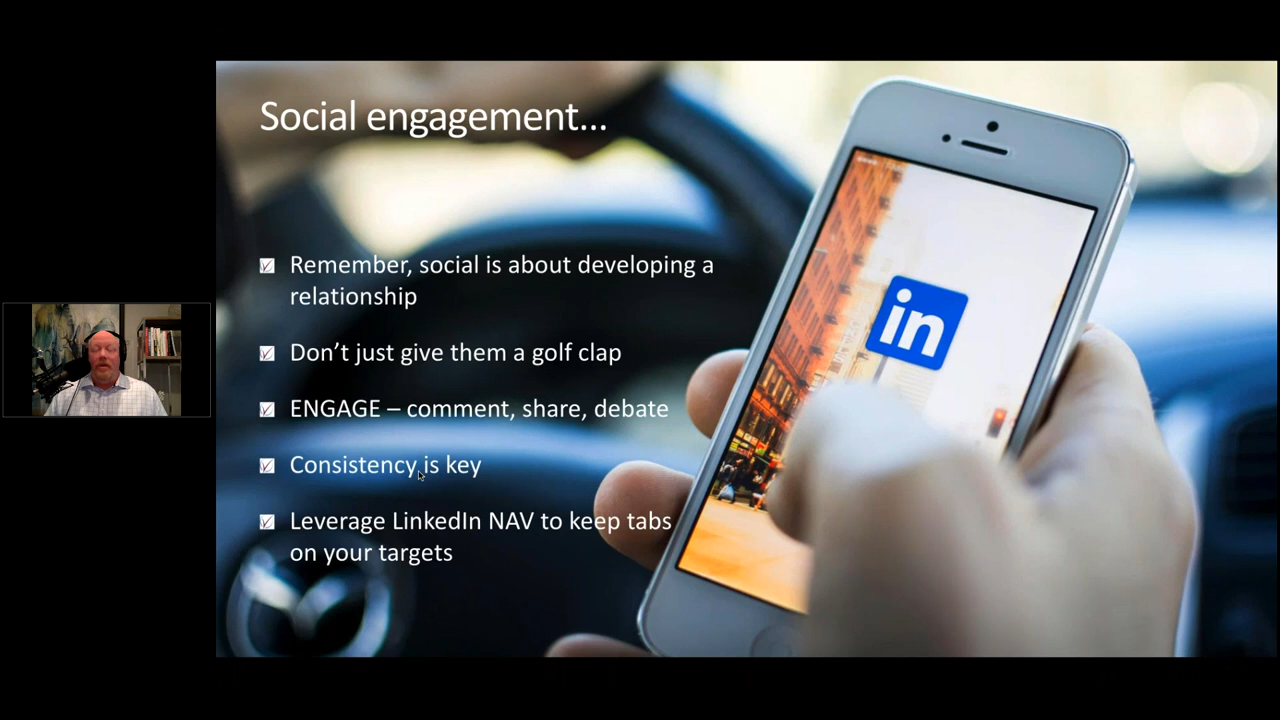 Social engagement...
Remember, social is about developing a
relationship
Don’t just give them a golf clap
ENGAGE – comment, share, debate
Consistency is key
Leverage LinkedIn NAV to keep tabs
on your targets
in